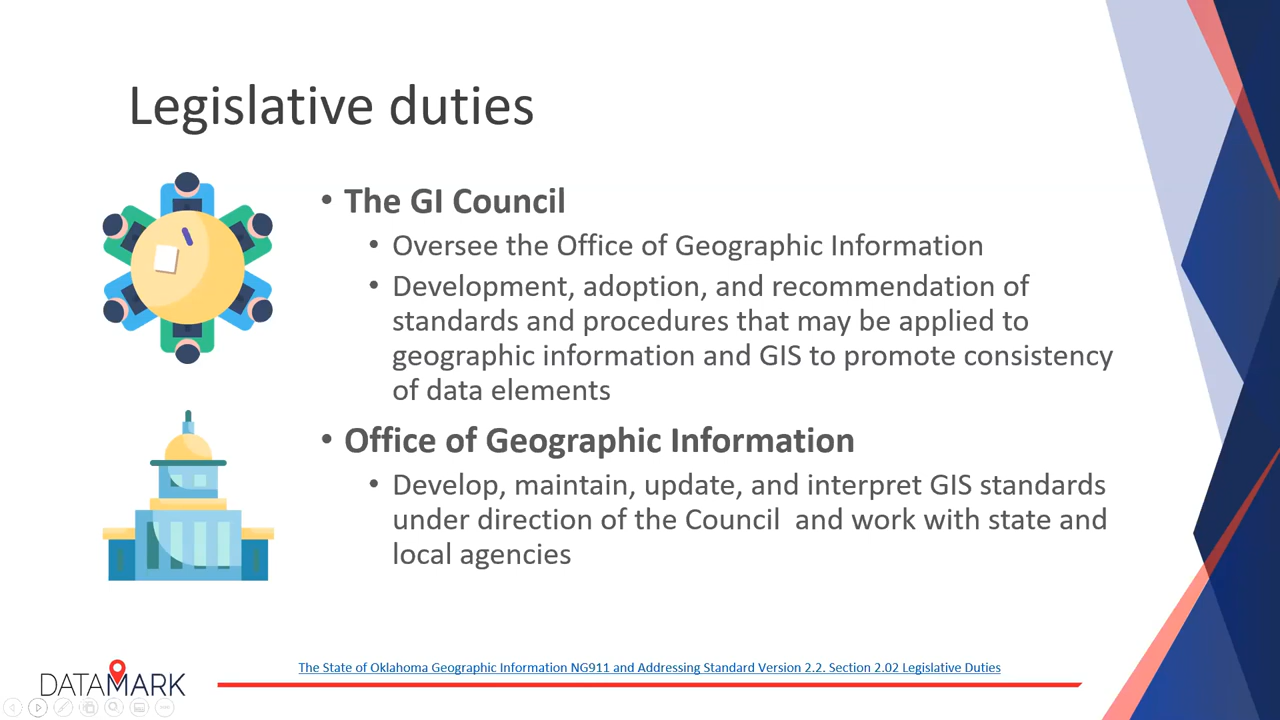 Legislative duties
• The GI Council
• Oversee the Office of Geographic Information
• Development, adoption, and recommendation of
standards and procedures that may be applied to
geographic information and GIS to promote consistency
of data elements
• Office of Geographic Information
• Develop, maintain, update, and interpret GIS standards
under direction of the Council  and work with state and
local agencies
The State of Oklahoma Geographic Information NG911 and Addressing Standard Version 2.2. Section 2.02 Legislative Duties
DATAMARK